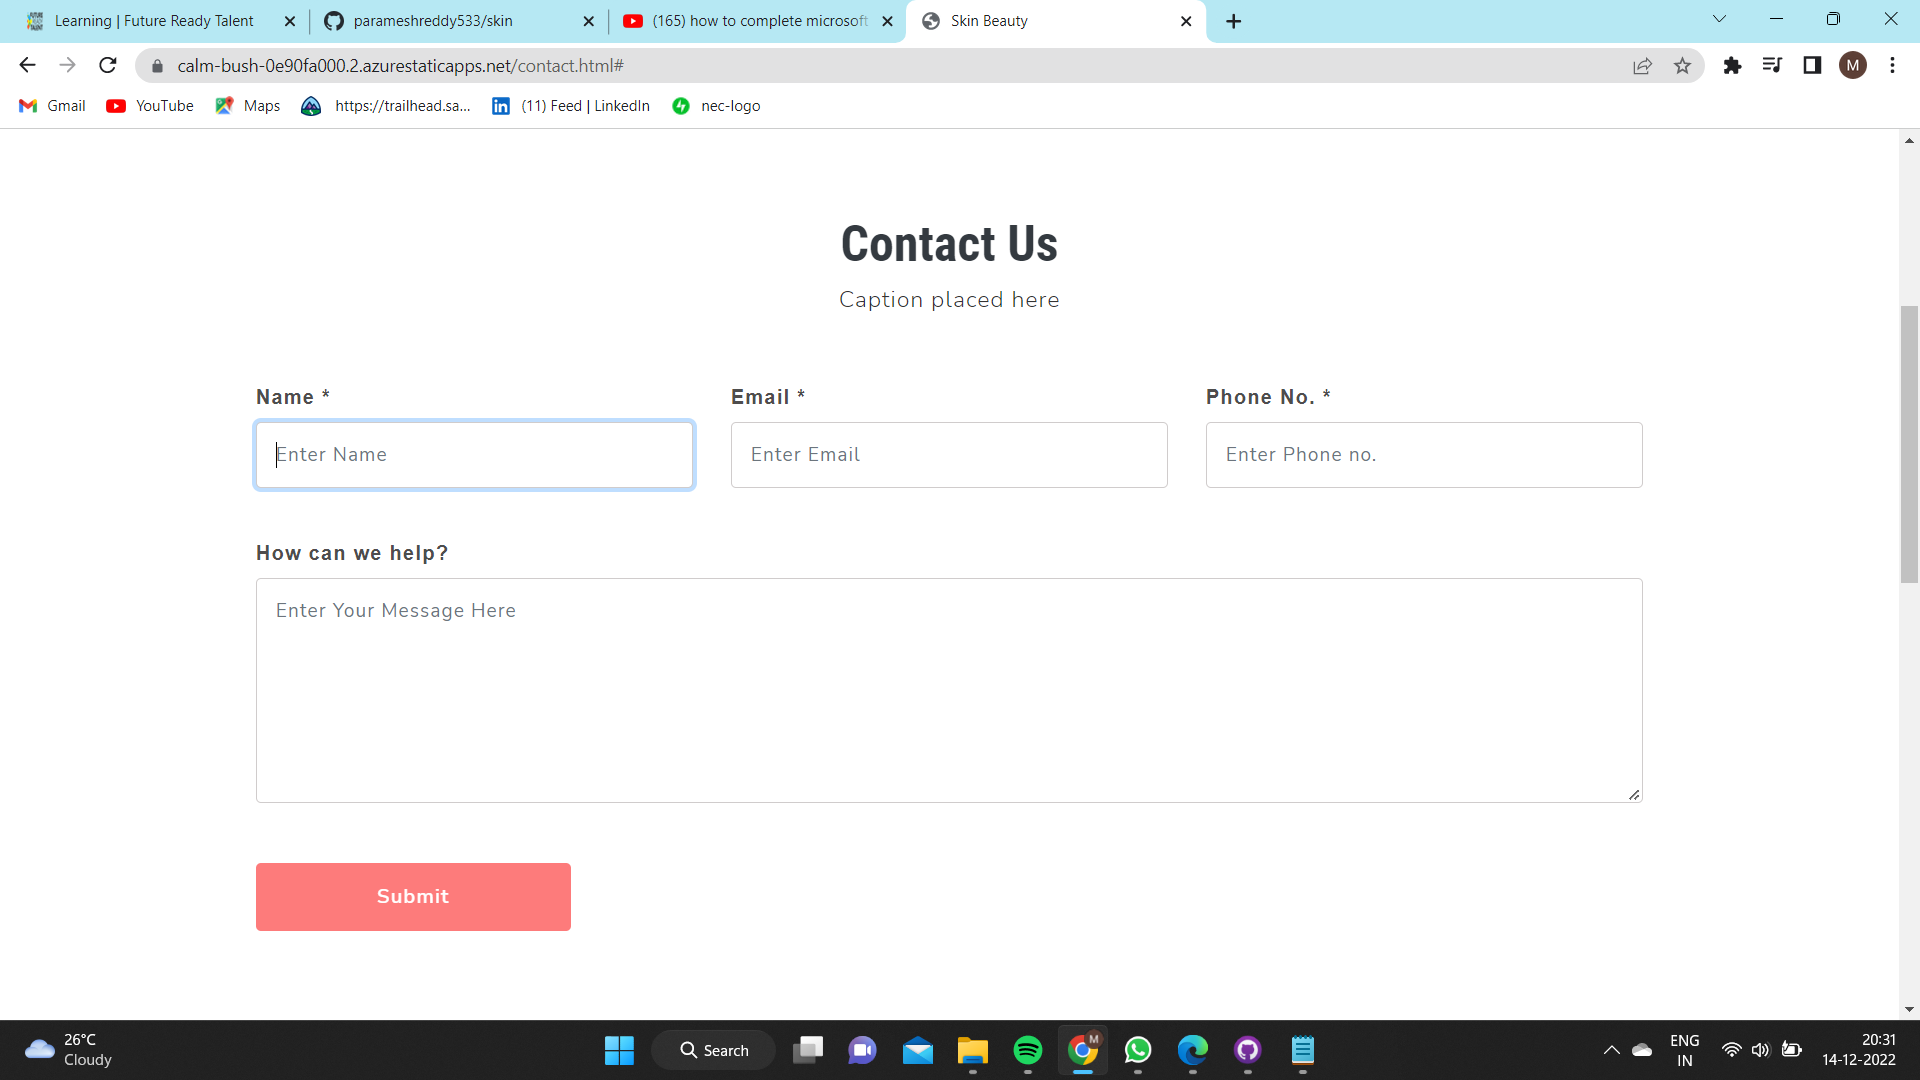 Learning | Future Ready Talent
parameshreddy533/skin
(165) how to complete microsoft
Skin Beauty
calm-bush-0e90fa000.2.azurestaticapps.net/contact.html#
M
Gmail
YouTube
Maps
https://trailhead.sa...
(11) Feed | LinkedIn
nec-logo
Contact Us
Caption placed here
Name *
Email *
Phone No. *
Enter Name
Enter Email
Enter Phone no.
How can we help?
Enter Your Message Here
Submit
26°C
Cloudy
Search
M
ENG
IN
20:31
14-12-2022